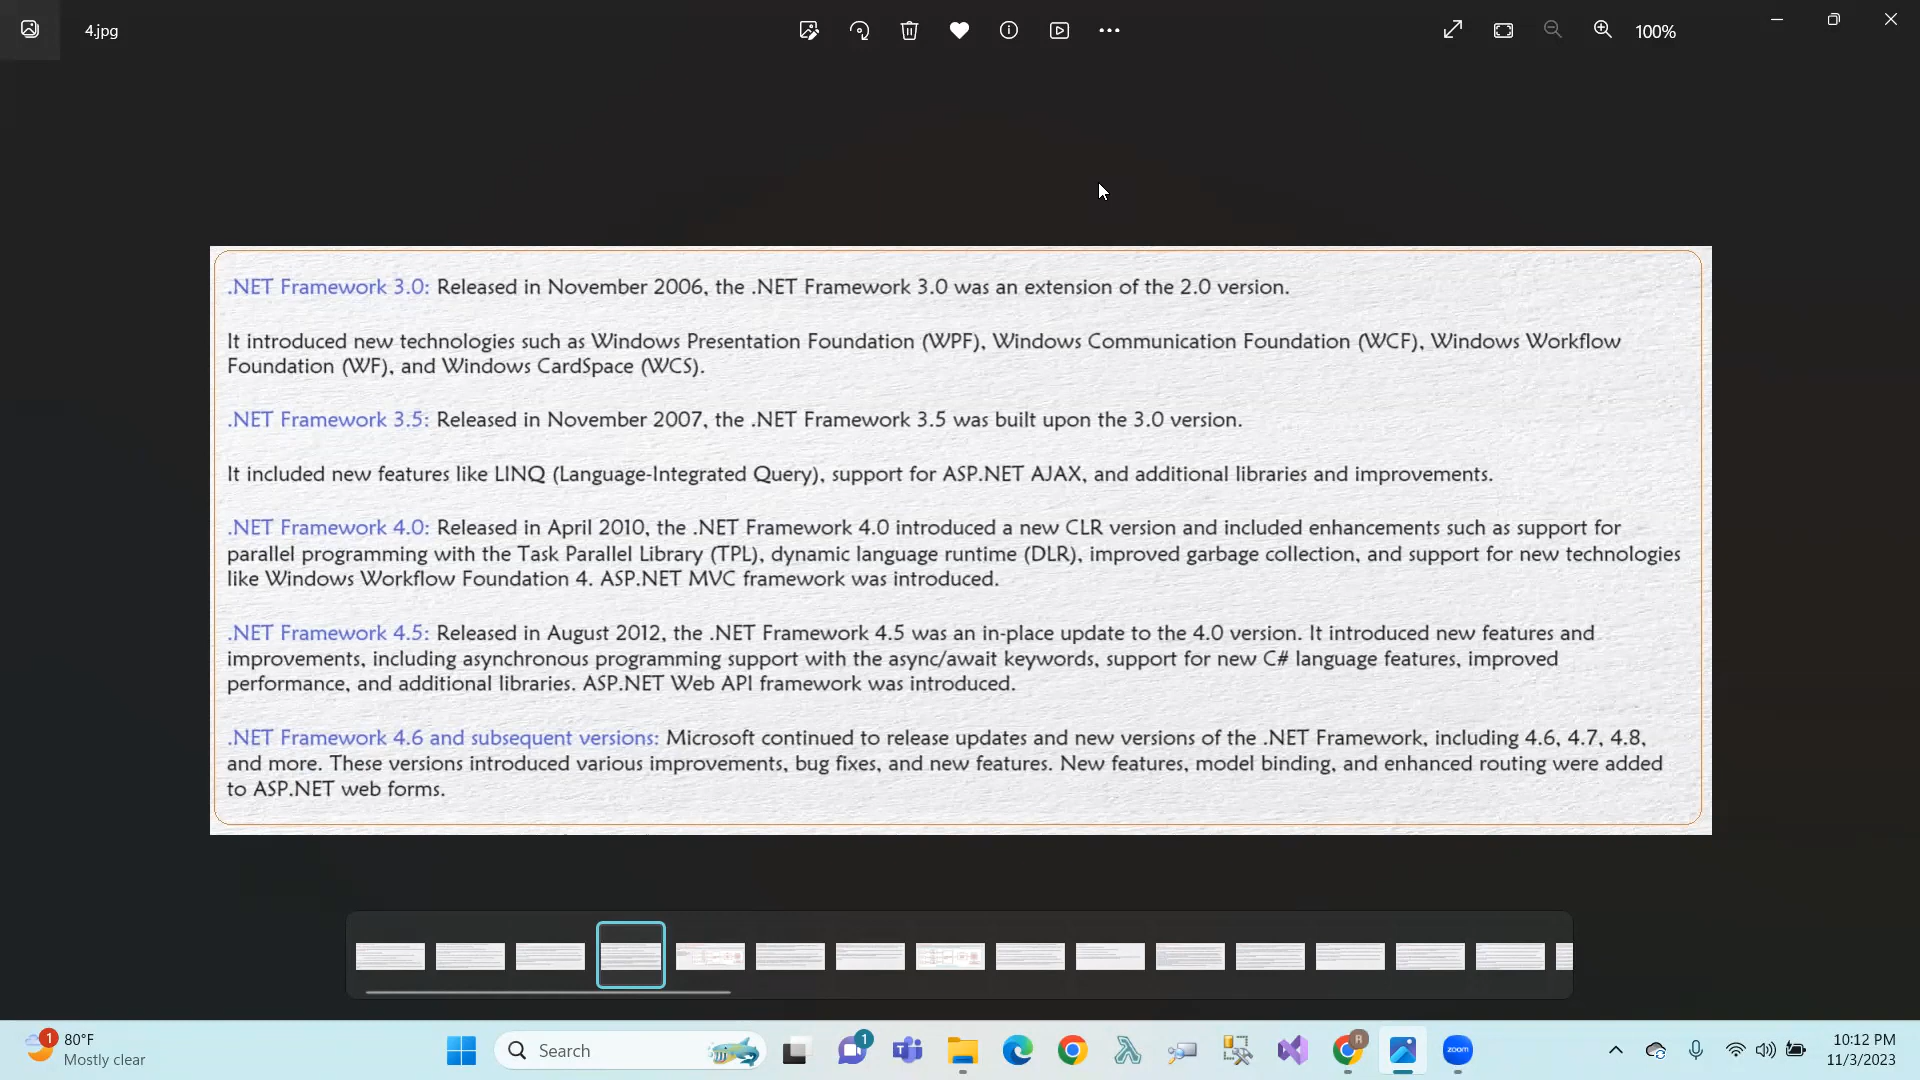 4.jpg
100%
.NET Framework 3.0: Released in November 2006, the .NET Framework 3.0 was an extension of the 2.0 version.
It introduced new technologies such as Windows Presentation Foundation (WPF), Windows Communication Foundation (WCF), Windows Workflow
Foundation (WF), and Windows CardSpace (WCS).
.NET Framework 3.5: Released in November 2007, the .NET Framework 3.5 was built upon the 3.0 version.
It included new features like LINQ (Language-Integrated Query), support for ASP.NET AJAX, and additional libraries and improvements.
.NET Framework 4.0: Released in April 2010, the .NET Framework 4.0 introduced a new CLR version and included enhancements such as support for
parallel programming with the Task Parallel Library (TPL), dynamic language runtime (DLR), improved garbage collection, and support for new technologies
like Windows Workflow Foundation 4. ASP.NET MVC framework was introduced.
.NET Framework 4.5: Released in August 2012, the .NET Framework 4.5 was an in-place update to the 4.0 version. It introduced new features and
improvements, including asynchronous programming support with the async/await keywords, support for new C# language features, improved
performance, and additional libraries. ASP.NET Web API framework was introduced.
.NET Framework 4.6 and subsequent versions: Microsoft continued to release updates and new versions of the .NET Framework, including 4.6, 4.7, 4.8,
and more. These versions introduced various improvements, bug fixes, and new features. New features, model binding, and enhanced routing were added
to ASP.NET web forms.
1
80°F
Mostly clear
Search
1
R
zoom
10:12 PM
11/3/2023